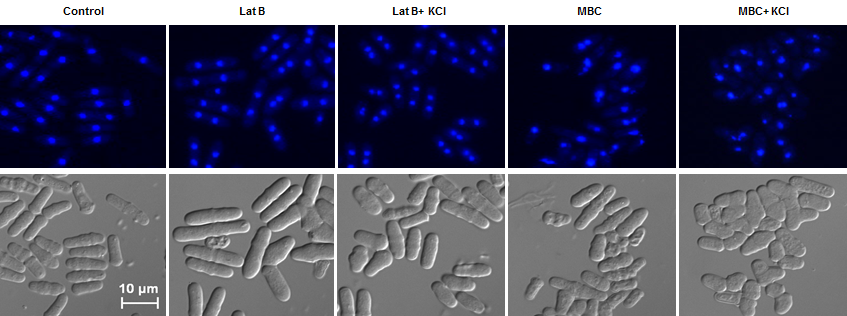 Control
Lat B
Lat B+ KCl
MBC
MBC+ KCl
10 µm